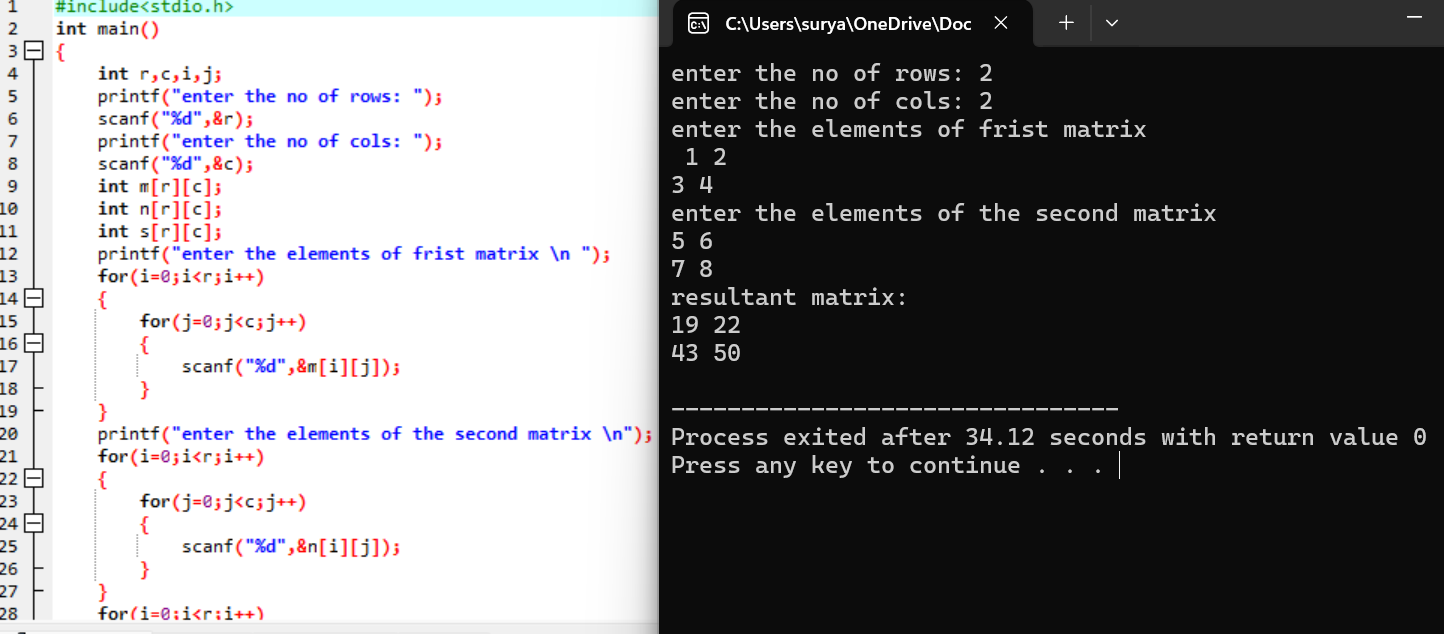 1 #include<stdio.h>
2 int main()
3 {
4 int r,c,i,j;
5 printf("enter the no of rows: ");
6 scanf("%d",&r);
7 printf("enter the no of cols: ");
8 scanf("%d",&c);
9 int m[r][c];
10 int n[r][c];
11 int s[r][c];
12 printf("enter the elements of frist matrix \n ");
13 for(i=0;i<r;i++)
14 {
15 for(j=0;j<c;j++)
16 {
17 scanf("%d",&m[i][j]);
18 }
19 }
20 printf("enter the elements of the second matrix \n");
21 for(i=0;i<r;i++)
22 {
23 for(j=0;j<c;j++)
24 {
25 scanf("%d",&n[i][j]);
26 }
27 }
28 for(i=0;i<r;i++)
C:\Users\surya\OneDrive\Doc
enter the no of rows: 2
enter the no of cols: 2
enter the elements of frist matrix
1 2
3 4
enter the elements of the second matrix
5 6
7 8
resultant matrix:
19 22
43 50
--------------------------------
Process exited after 34.12 seconds with return value 0
Press any key to continue . . .